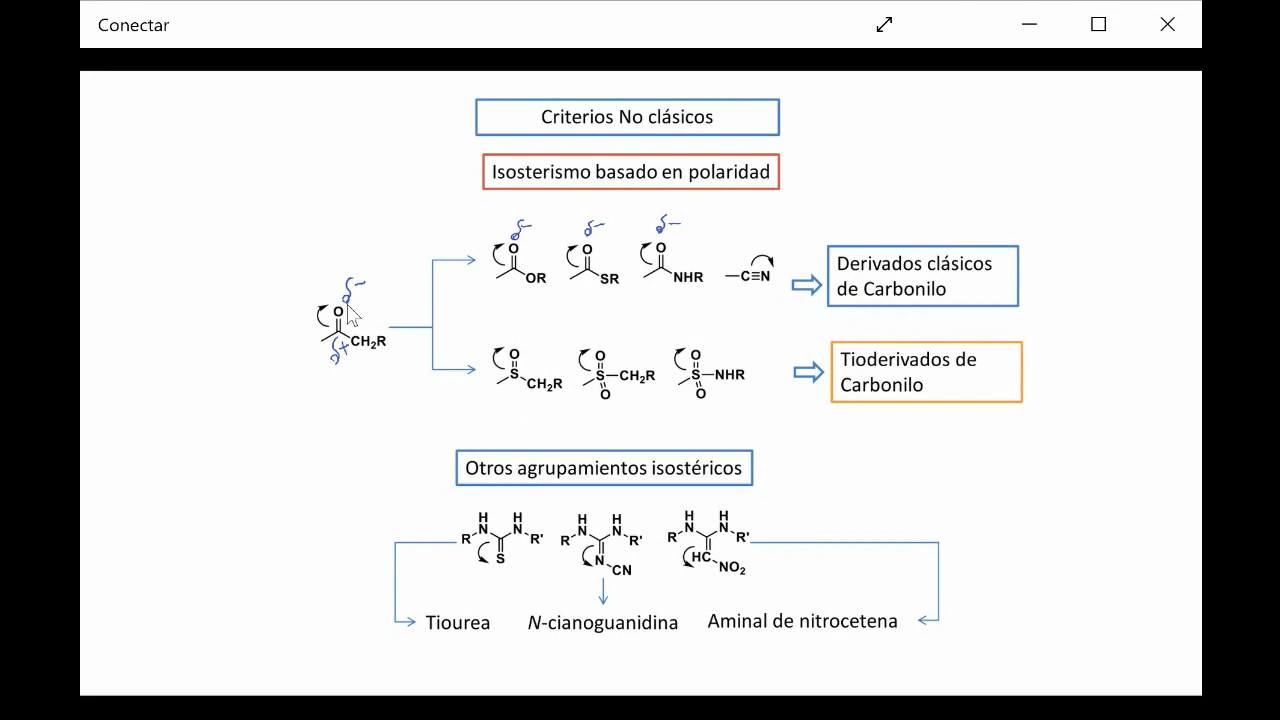 Conectar
Criterios No clásicos
Isosterismo basado en polaridad
δ− δ− δ−
O O O
OR SR NHR C≡N
Derivados clásicos
de Carbonilo
δ−
O
CH₂R
δ+
O O O
S CH₂R S CH₂R S NHR
O O
Tioderivados de
Carbonilo
Otros agrupamientos isostéricos
H H H H H H
R N N R' R N N R' R N N R'
S N CN HC NO₂
Tiourea N-cianoguanidina Aminal de nitrocetena